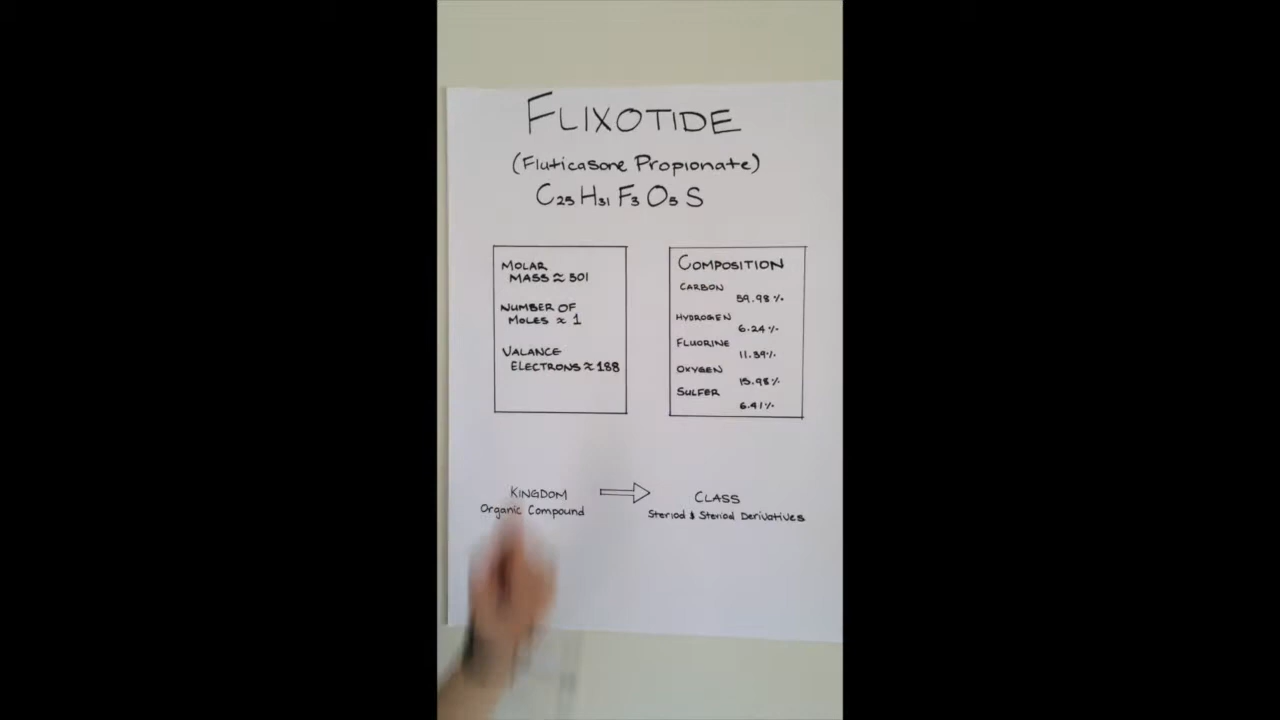 FLIXOTIDE
(Fluticasone Propionate)
C25 H31 F3 O5 S
MOLAR
MASS ≈ 501
NUMBER OF
MOLES ≈ 1
VALANCE
ELECTRONS ≈ 188
COMPOSITION
CARBON
59.98 %
HYDROGEN
6.24 %
FLUORINE
11.39%
OXYGEN
15.98 %
SULFER
6.41 %
KINGDOM
Organic Compound
CLASS
Steriod & Steriod Derivatives